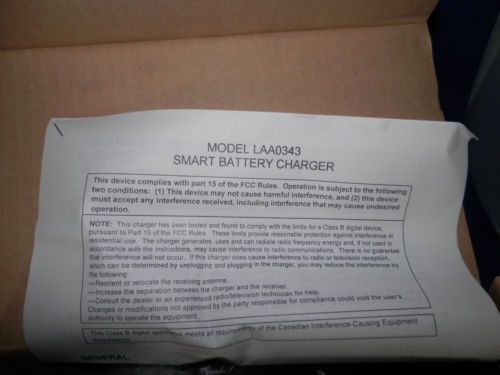 MODEL LAA0343
SMART BATTERY CHARGER
This device complies with part 15 of the FCC Rules. Operation is subject to the following
two conditions: (1) This device may not cause harmful interference, and (2) this device
must accept any interference received, including interference that may cause undesired
operation.
NOTE: This charger has been tested and found to comply with the limits for a Class B digital device,
pursuant to Part 15 of the FCC Rules. These limits provide reasonable protection against interference in
residential use. The charger generates, uses and can radiate radio frequency energy and, if not used in
accordance with the instructions, may cause interference to radio communications. There is no guarantee
that interference will not occur. If this charger does cause interference to radio or television reception,
which can be determined by unplugging and plugging in the charger, you may reduce the interference by
the following:
—Reorient or relocate the receiving antenna.
—Increase the separation between the charger and the receiver.
—Consult the dealer or an experienced radio/television technician for help.
Changes or modifications not approved by the party responsible for compliance could void the user's
authority to operate the equipment.
This Class B digital apparatus meets all requirements of the Canadian Interference-Causing Equipment
Regulations.
GENERAL